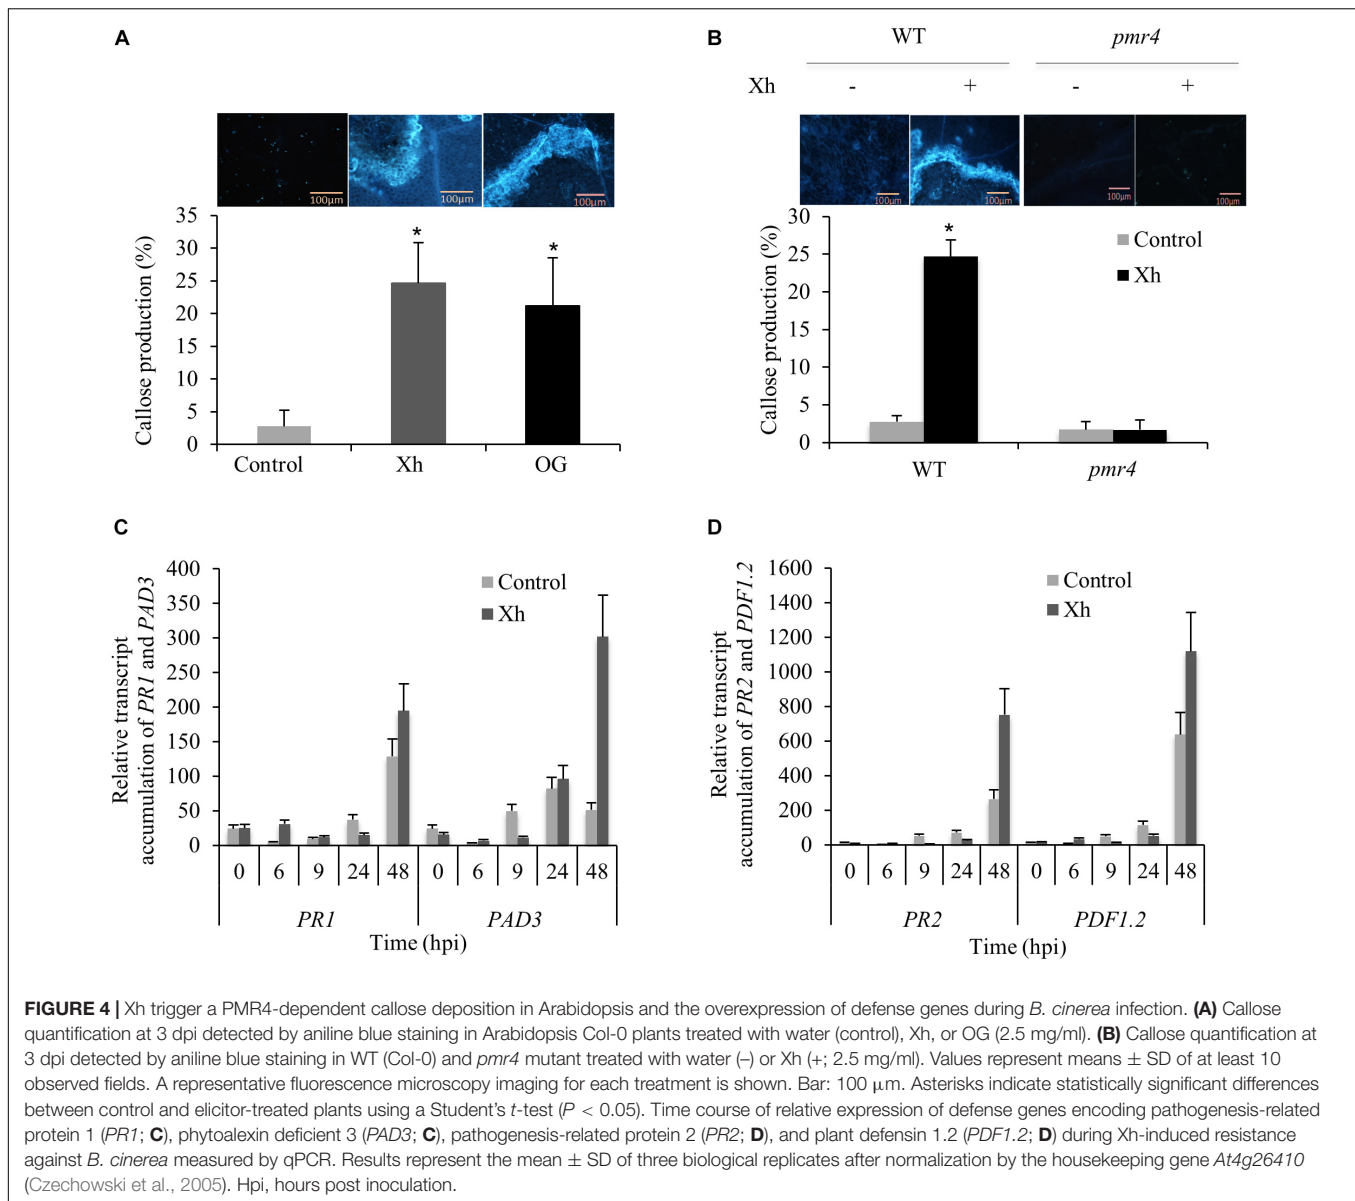 A
B
WT
pmr4
Xh
-
+
-
+
100µm
100µm
100µm
100µm
100µm
100µm
100µm
Callose production (%)
35
30
25
20
15
10
5
0
*
*
Control
Xh
OG
Callose production (%)
30
25
20
15
10
5
0
*
Control
Xh
WT
pmr4
C
Relative transcript
accumulation of PR1 and PAD3
400
350
300
250
200
150
100
50
0
Control
Xh
0 6 9 24 48 0 6 9 24 48
PR1 PAD3
Time (hpi)
D
Relative transcript
accumulation of PR2 and PDF1.2
1600
1400
1200
1000
800
600
400
200
0
Control
Xh
0 6 9 24 48 0 6 9 24 48
PR2 PDF1.2
Time (hpi)
FIGURE 4 | Xh trigger a PMR4-dependent callose deposition in Arabidopsis and the overexpression of defense genes during B. cinerea infection. (A) Callose
quantification at 3 dpi detected by aniline blue staining in Arabidopsis Col-0 plants treated with water (control), Xh, or OG (2.5 mg/ml). (B) Callose quantification at
3 dpi detected by aniline blue staining in WT (Col-0) and pmr4 mutant treated with water (–) or Xh (+; 2.5 mg/ml). Values represent means ± SD of at least 10
observed fields. A representative fluorescence microscopy imaging for each treatment is shown. Bar: 100 μm. Asterisks indicate statistically significant differences
between control and elicitor-treated plants using a Student's t-test (P < 0.05). Time course of relative expression of defense genes encoding pathogenesis-related
protein 1 (PR1; C), phytoalexin deficient 3 (PAD3; C), pathogenesis-related protein 2 (PR2; D), and plant defensin 1.2 (PDF1.2; D) during Xh-induced resistance
against B. cinerea measured by qPCR. Results represent the mean ± SD of three biological replicates after normalization by the housekeeping gene At4g26410
(Czechowski et al., 2005). Hpi, hours post inoculation.